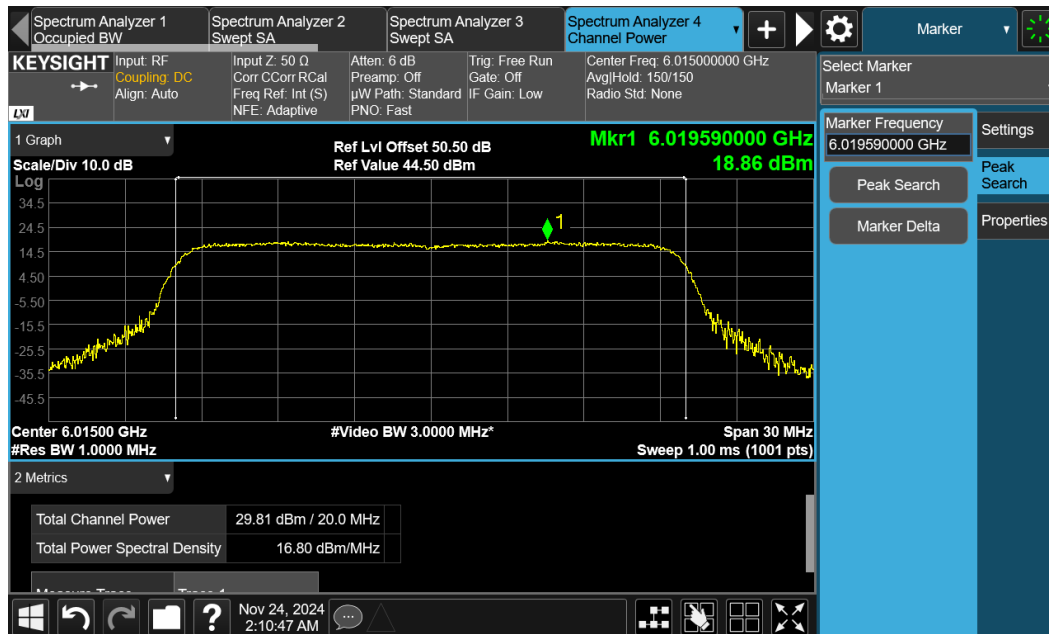 Spectrum Analyzer 1
Occupied BW
Spectrum Analyzer 2
Swept SA
Spectrum Analyzer 3
Swept SA
Spectrum Analyzer 4
Channel Power
+
Marker
KEYSIGHT
LXI
Input: RF
Coupling: DC
Align: Auto
Input Z: 50 Ω
Corr CCorr RCal
Freq Ref: Int (S)
NFE: Adaptive
Atten: 6 dB
Preamp: Off
µW Path: Standard
PNO: Fast
Trig: Free Run
Gate: Off
IF Gain: Low
Center Freq: 6.015000000 GHz
Avg|Hold: 150/150
Radio Std: None
Select Marker
Marker 1
1 Graph
Scale/Div 10.0 dB
Log
Ref Lvl Offset 50.50 dB
Ref Value 44.50 dBm
Mkr1 6.019590000 GHz
18.86 dBm
34.5
24.5
14.5
4.50
-5.50
-15.5
-25.5
-35.5
-45.5
1
Center 6.01500 GHz
#Res BW 1.0000 MHz
#Video BW 3.0000 MHz*
Span 30 MHz
Sweep 1.00 ms (1001 pts)
Marker Frequency
6.019590000 GHz
Peak Search
Marker Delta
Settings
Peak
Search
Properties
2 Metrics
Total Channel Power 29.81 dBm / 20.0 MHz
Total Power Spectral Density 16.80 dBm/MHz
?
Nov 24, 2024
2:10:47 AM